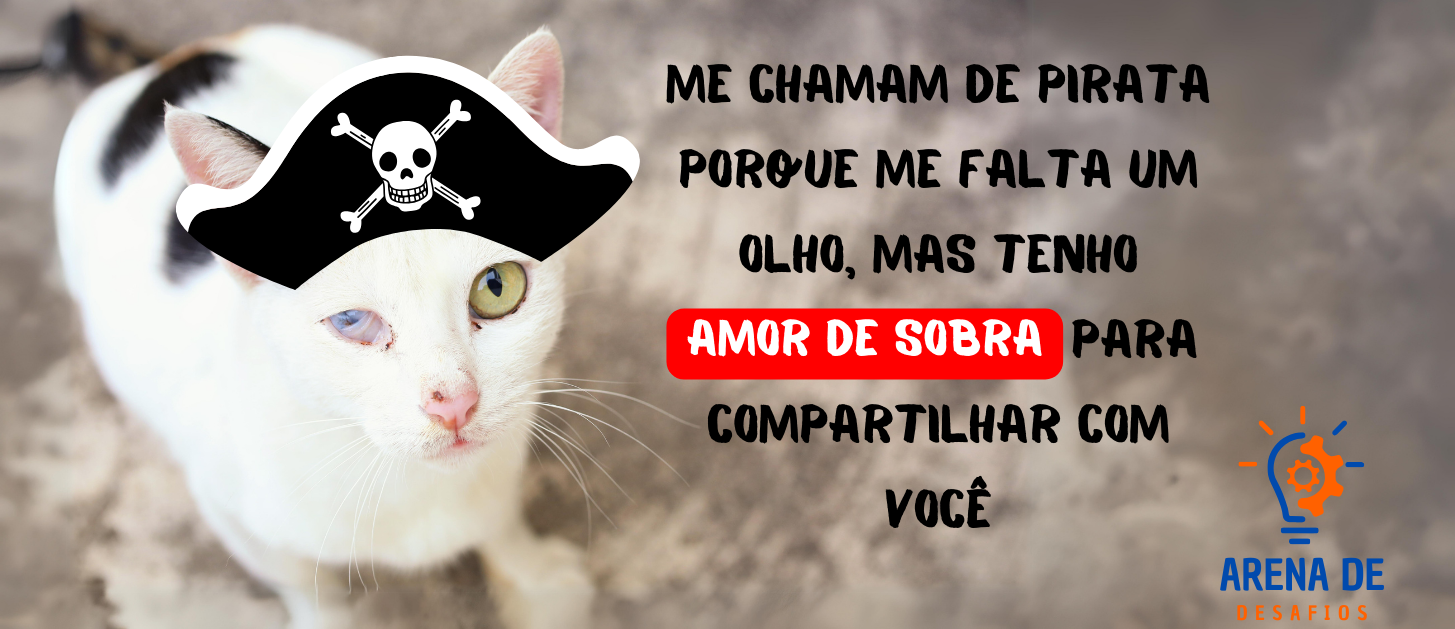 ME CHAMAM DE PIRATA
PORQUE ME FALTA UM
OLHO, MAS TENHO
AMOR DE SOBRA PARA
COMPARTILHAR COM
VOCÊ
ARENA DE
DESAFIOS